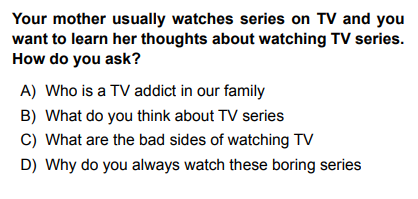 Your mother usually watches series on TV and you
want to learn her thoughts about watching TV series.
How do you ask?
A) Who is a TV addict in our family
B) What do you think about TV series
C) What are the bad sides of watching TV
D) Why do you always watch these boring series